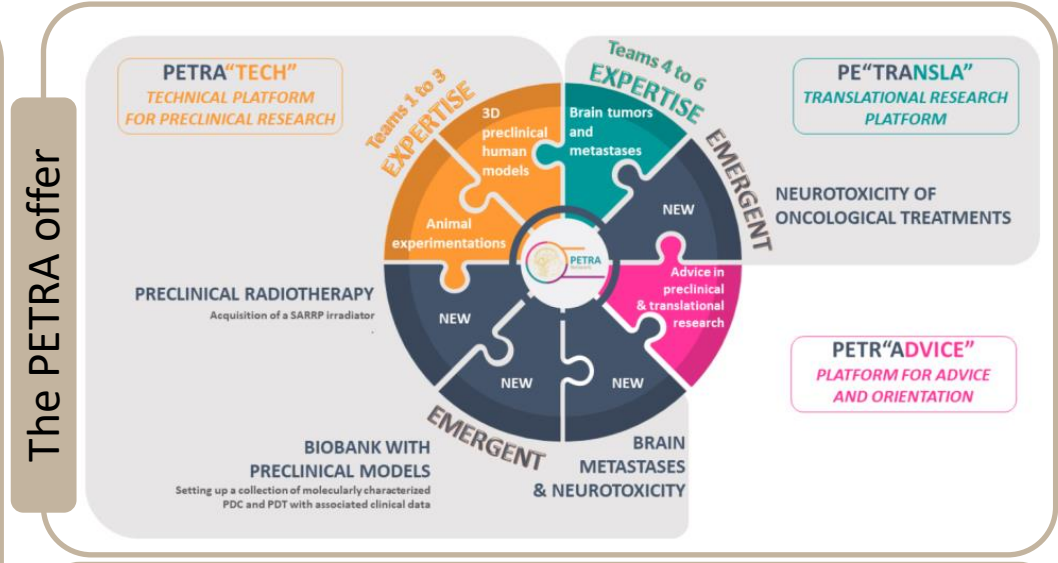 The PETRA offer
PETRA“TECH”
TECHNICAL PLATFORM
FOR PRECLINICAL RESEARCH
Teams 1 to 3
EXPERTISE
Teams 4 to 6
EXPERTISE
PE“TRANSLA”
TRANSLATIONAL RESEARCH
PLATFORM
3D
preclinical
human
models
Brain tumors
and
metastases
EMERGENT
NEW
NEUROTOXICITY OF
ONCOLOGICAL TREATMENTS
Animal
experimentations
PETRA
Advice in
preclinical
& translational
research
PRECLINICAL RADIOTHERAPY
Acquisition of a SARRP irradiator
.
NEW
NEW
NEW
PETR“ADVICE”
PLATFORM FOR ADVICE
AND ORIENTATION
EMERGENT
BIOBANK WITH
PRECLINICAL MODELS
Setting up a collection of molecularly characterized
PDC and PDT with associated clinical data
BRAIN
METASTASES
& NEUROTOXICITY